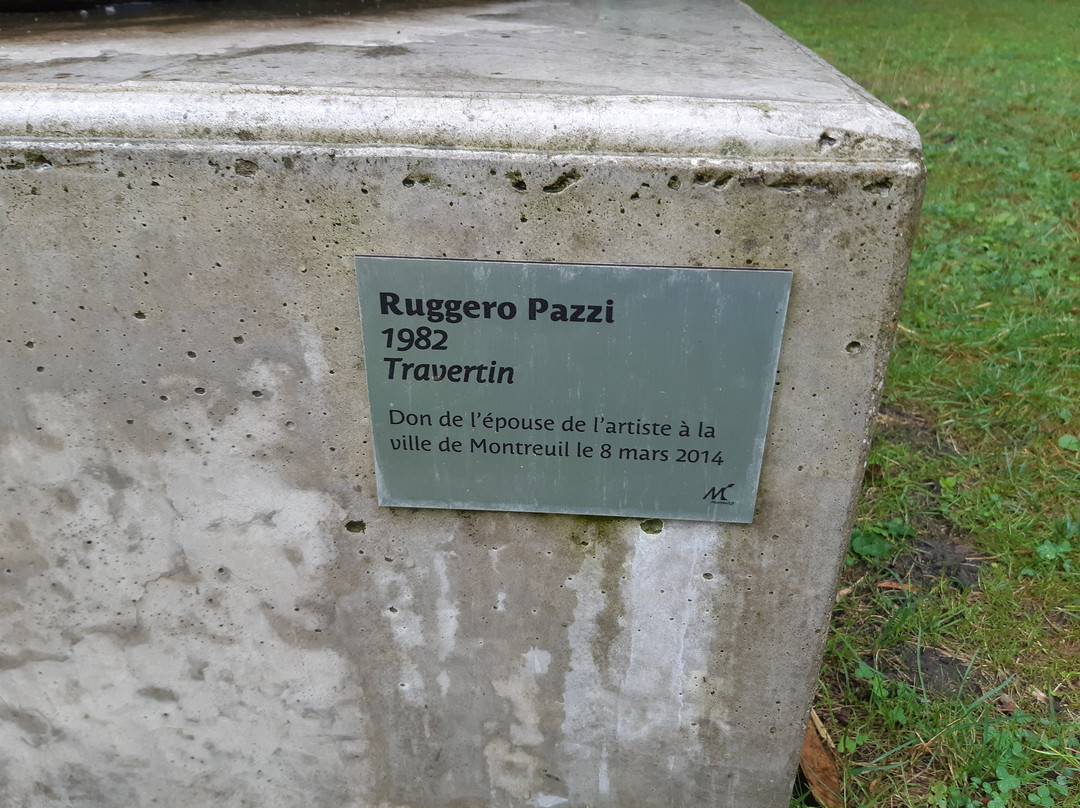 Ruggero Pazzi
1982
Travertin
Don de l'épouse de l'artiste à la
ville de Montreuil le 8 mars 2014